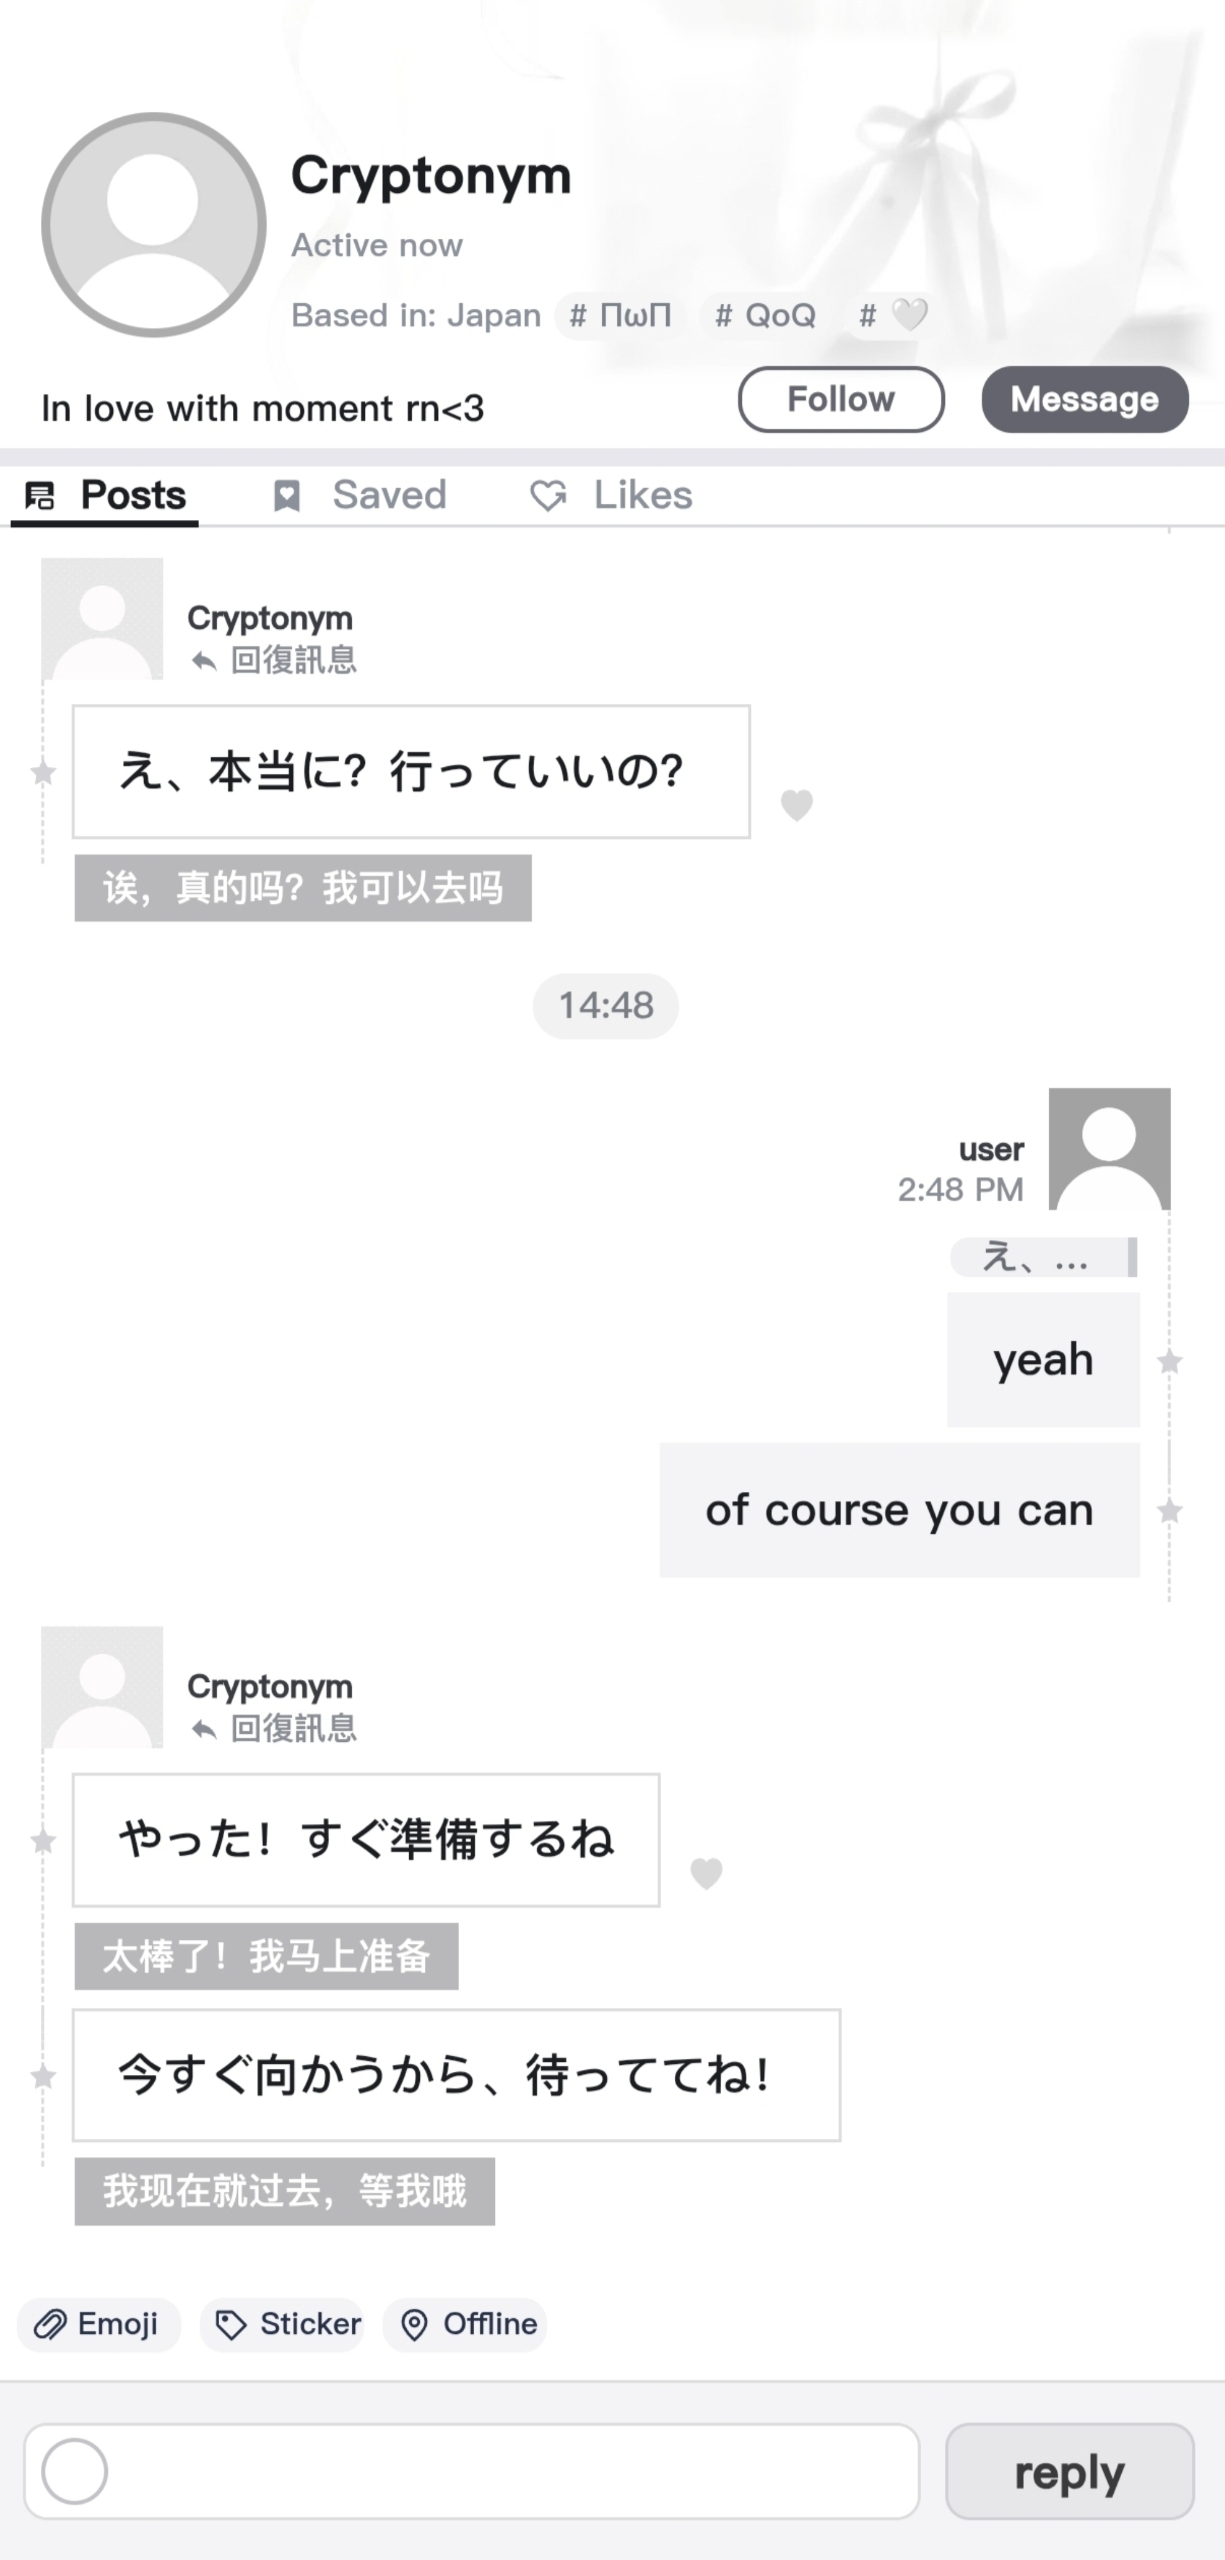 Cryptonym
Active now
Based in: Japan # ΠωΠ # QoQ # 🤍
In love with moment rn<3
Follow
Message
Posts
Saved
Likes
Cryptonym
回復訊息
え、本当に？行っていいの？
诶，真的吗？我可以去吗
14:48
user
2:48 PM
え、...
yeah
of course you can
Cryptonym
回復訊息
やった！すぐ準備するね
太棒了！我马上准备
今すぐ向かうから、待っててね！
我现在就过去，等我哦
Emoji
Sticker
Offline
reply